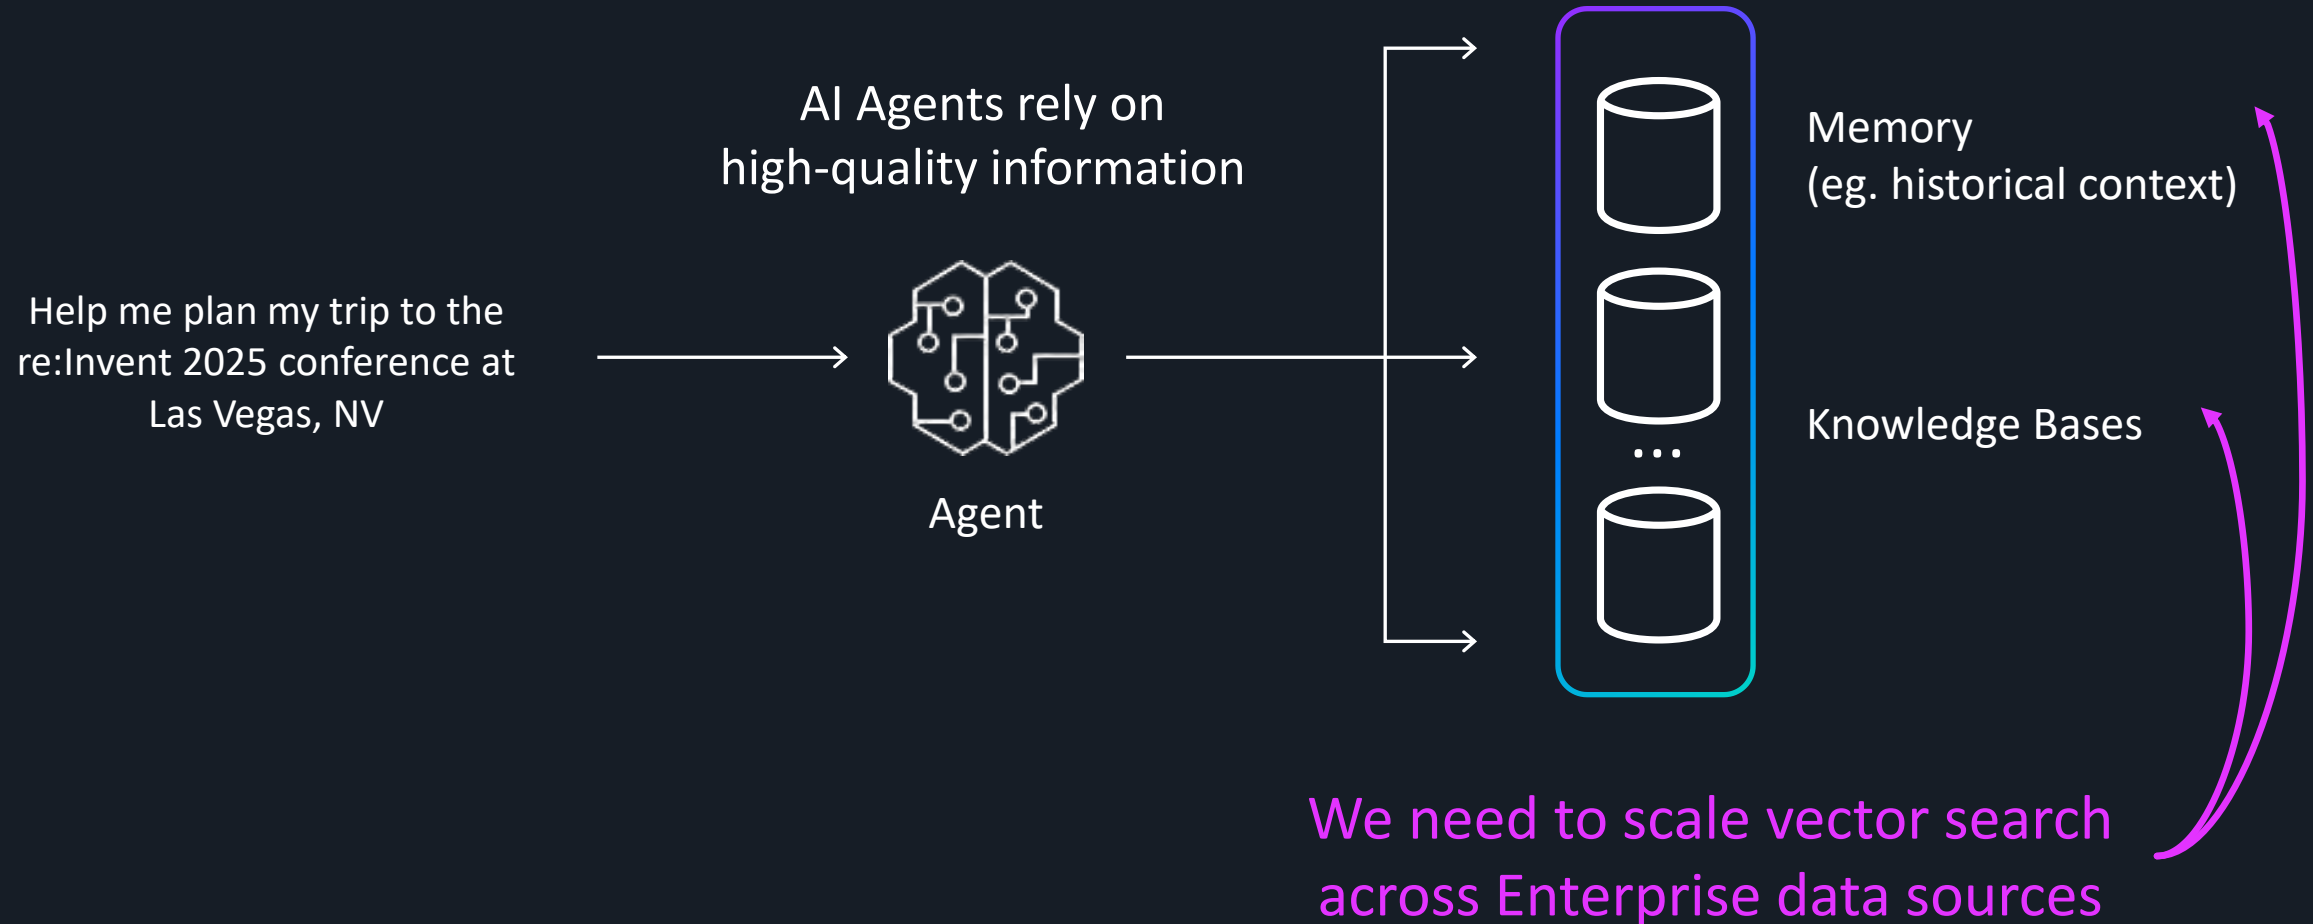 AI Agents rely on
high-quality information
Help me plan my trip to the
re:Invent 2025 conference at
Las Vegas, NV
Agent
Memory
(eg. historical context)
Knowledge Bases
...
We need to scale vector search
across Enterprise data sources